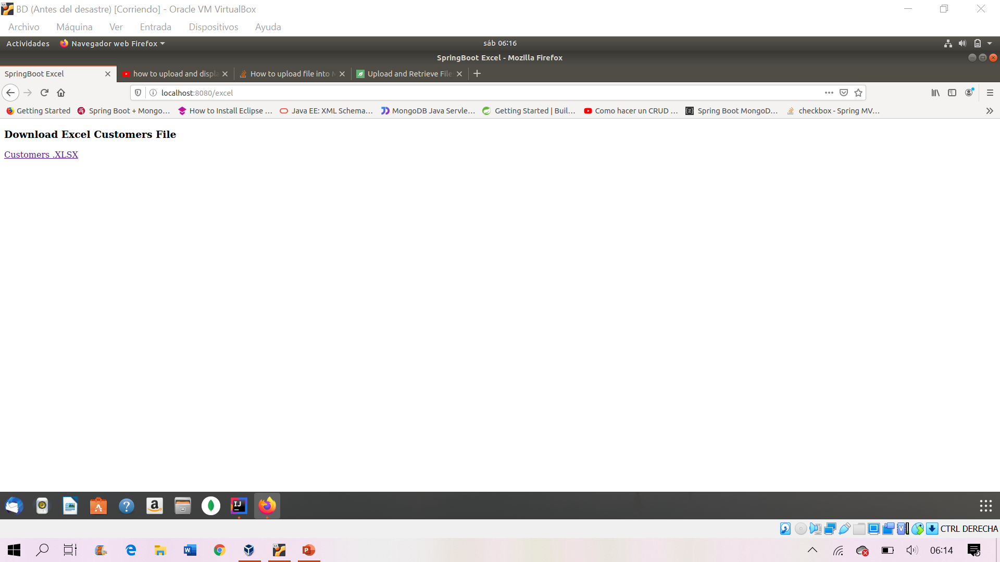 BD (Antes del desastre) [Corriendo] - Oracle VM VirtualBox
Archivo Máquina Ver Entrada Dispositivos Ayuda
Actividades Navegador web Firefox sáb 06:16
SpringBoot Excel - Mozilla Firefox
SpringBoot Excel how to upload and displ How to upload file into Upload and Retrieve File
localhost:8080/excel
Getting Started Spring Boot + Mongo... How to Install Eclipse ... Java EE: XML Schema... MongoDB Java Servle... Getting Started | Buil... Como hacer un CRUD ... Spring Boot MongoD... checkbox - Spring MV...
Download Excel Customers File
Customers .XLSX
CTRL DERECHA
06:14